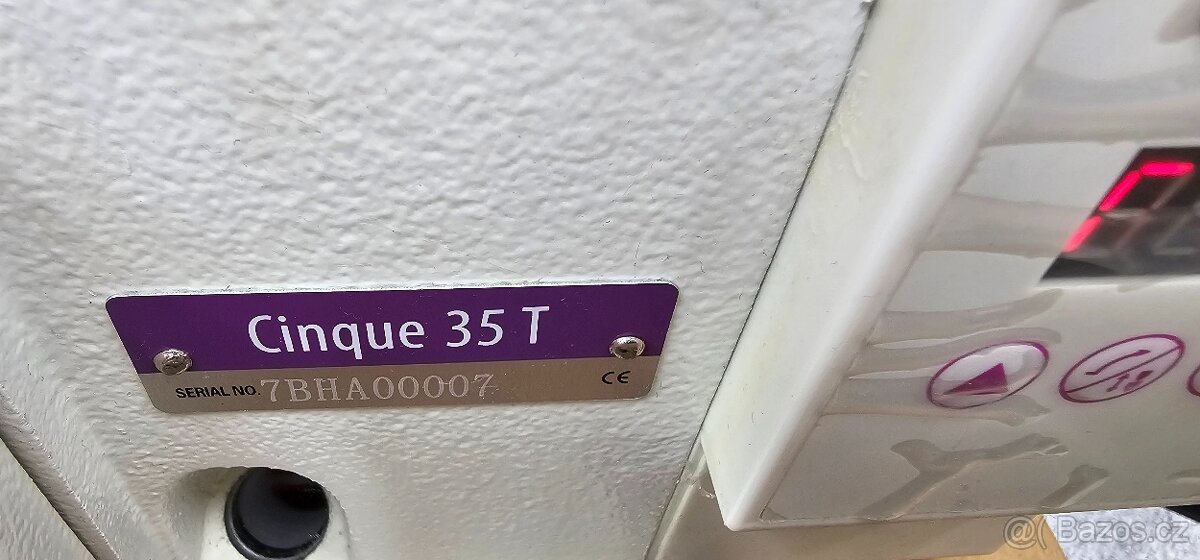 Cinque 35 T
SERIAL NO. 7BHA00007 CE
@( Bazos.cz